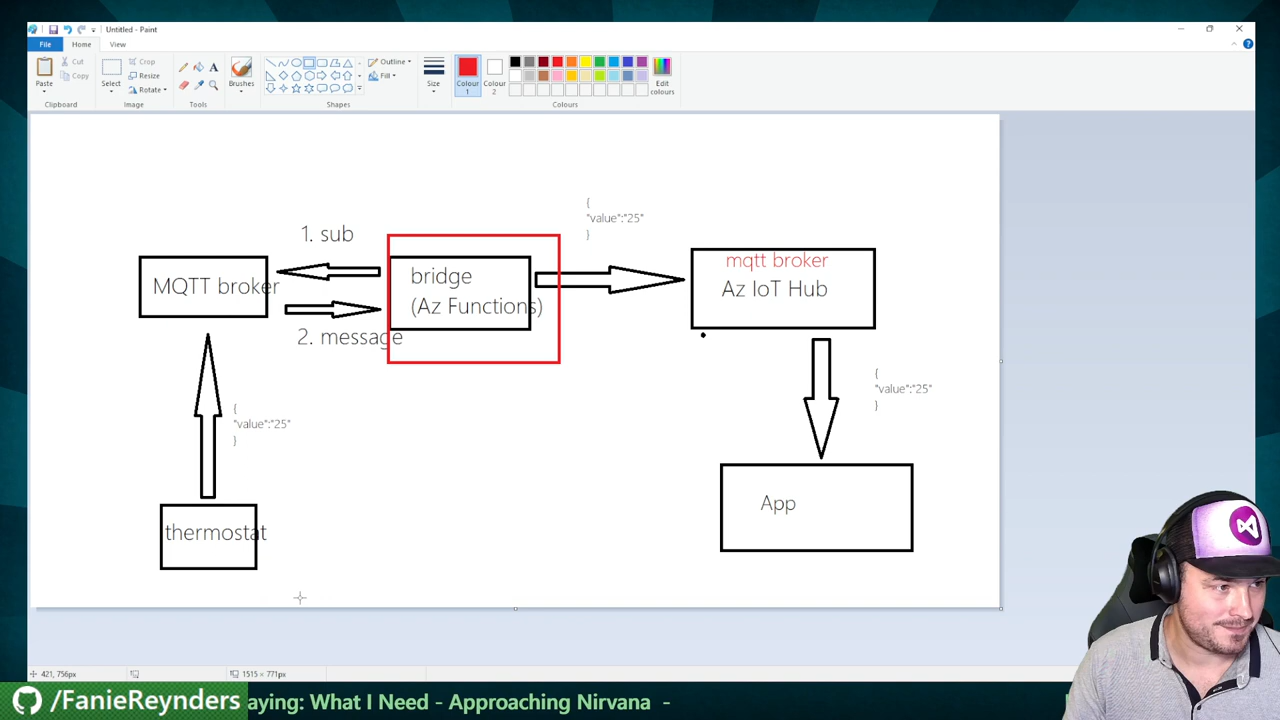 Untitled - Paint
File
Home
View
Paste
Cut
Copy
Clipboard
Select
Crop
Resize
Rotate
Image
Tools
Brushes
Shapes
Outline
Fill
Size
Colour
1
Colour
2
Edit
colours
Colours
{
"value":"25"
}
1. sub
MQTT broker
bridge
(Az Functions)
mqtt broker
Az IoT Hub
2. message
{
"value":"25"
}
{
"value":"25"
}
App
thermostat
421, 756px
1515 × 771px
/FanieReynders
aying: What I Need - Approaching Nirvana -